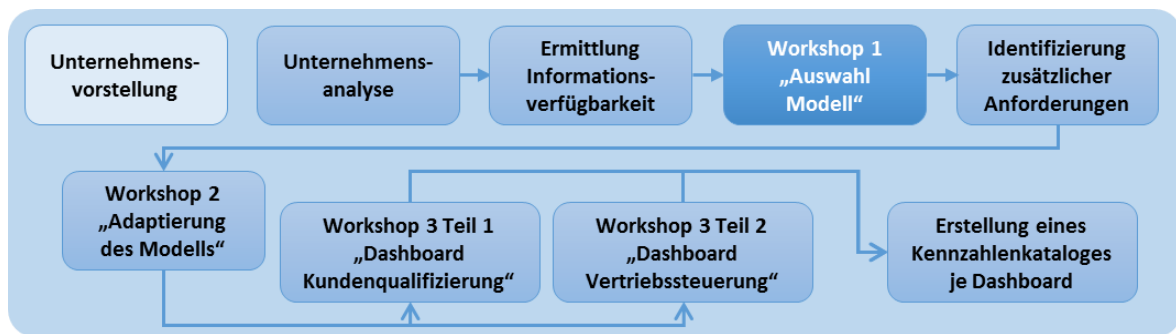 Unternehmens-
vorstellung
Unternehmens-
analyse
Ermittlung
Informations-
verfügbarkeit
Workshop 1
„Auswahl
Modell“
Identifizierung
zusätzlicher
Anforderungen
Workshop 2
„Adaptierung
des Modells“
Workshop 3 Teil 1
„Dashboard
Kundenqualifizierung“
Workshop 3 Teil 2
„Dashboard
Vertriebssteuerung“
Erstellung eines
Kennzahlenkataloges
je Dashboard